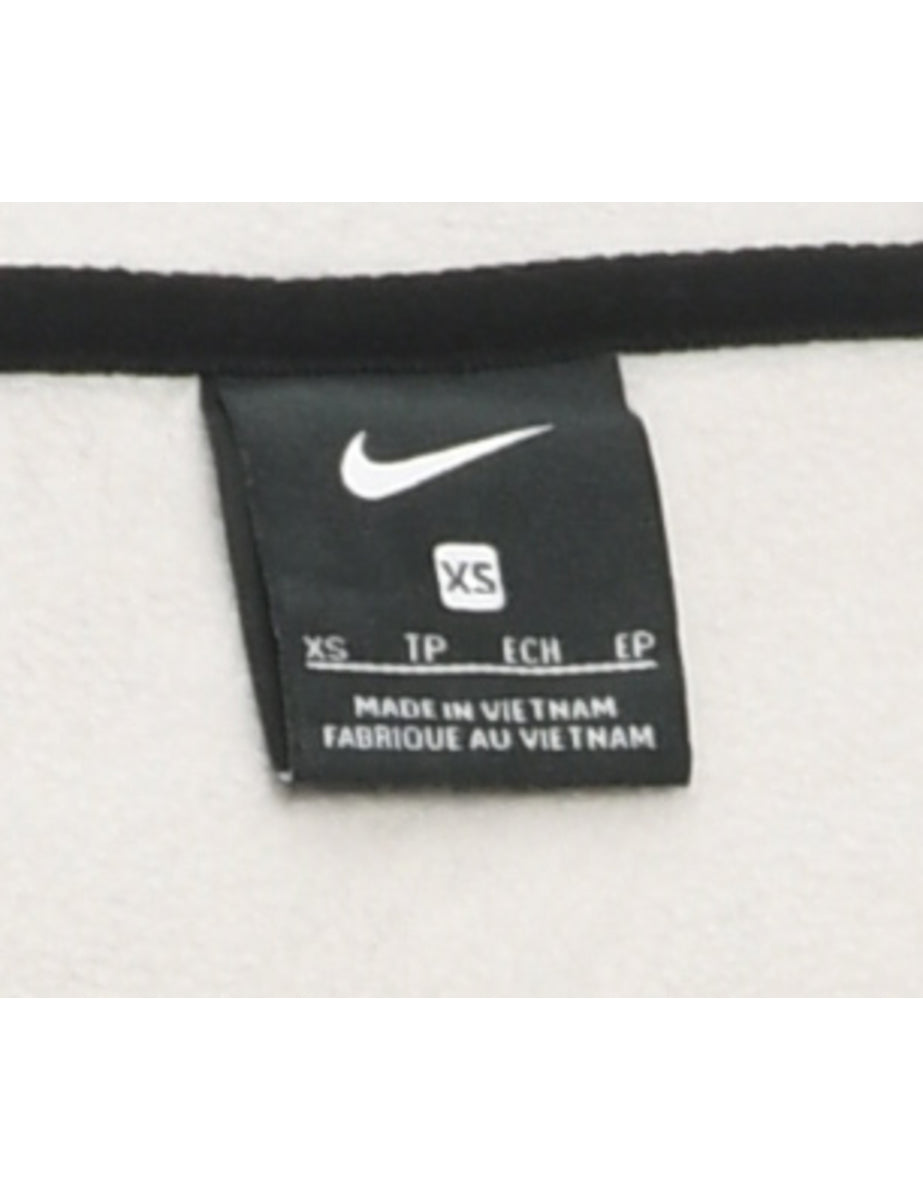 XS
XS TP ECH EP
MADE IN VIETNAM
FABRIQUE AU VIETNAM